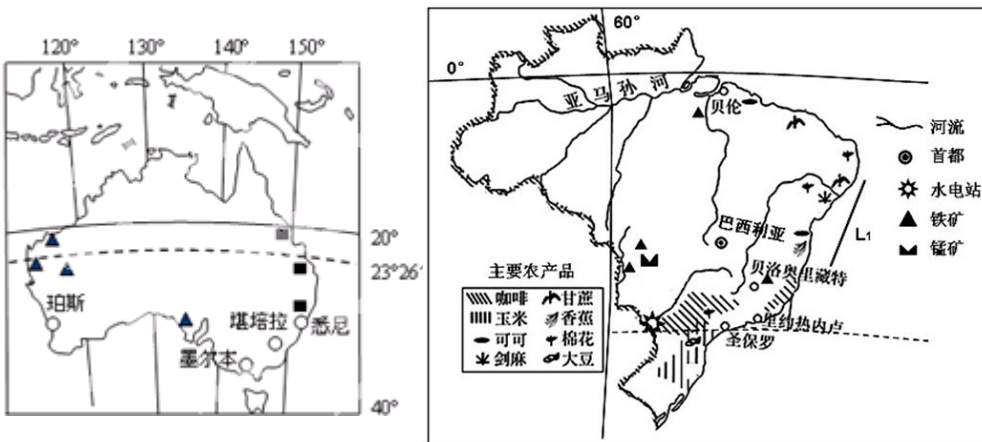 120° 130° 140° 150°
20°
23°26′
40°
珀斯
堪培拉
悉尼
墨尔本
60°
0°
亚马孙河
贝伦
巴西利亚
贝洛奥里藏特
里约热内卢
圣保罗
L₁
河流
首都
水电站
铁矿
锰矿
主要农产品
咖啡 甘蔗
玉米 香蕉
可可 棉花
剑麻 大豆